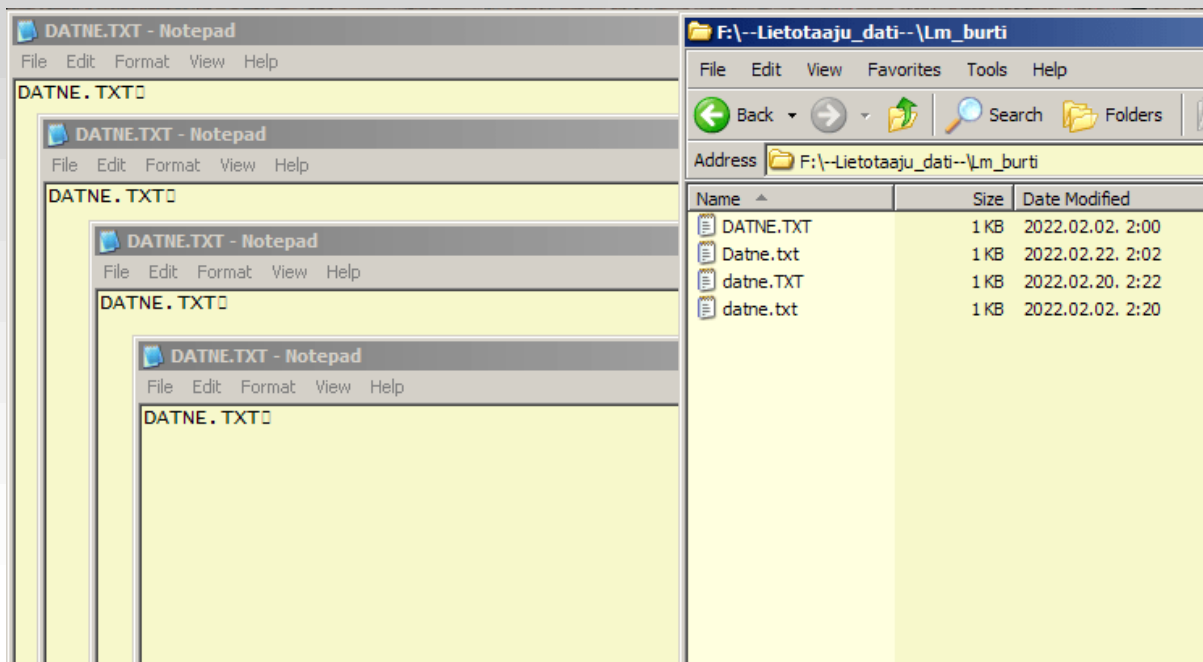 DATNE.TXT - Notepad
File Edit Format View Help
DATNE.TXT▯
DATNE.TXT - Notepad
File Edit Format View Help
DATNE.TXT▯
DATNE.TXT - Notepad
File Edit Format View Help
DATNE.TXT▯
DATNE.TXT - Notepad
File Edit Format View Help
DATNE.TXT▯
F:\--Lietotaaju_dati--\Lm_burti
File Edit View Favorites Tools Help
Back Search Folders
Address F:\--Lietotaaju_dati--\Lm_burti
Name Size Date Modified
DATNE.TXT 1 KB 2022.02.02. 2:00
Datne.txt 1 KB 2022.02.22. 2:02
datne.TXT 1 KB 2022.02.20. 2:22
datne.txt 1 KB 2022.02.02. 2:20